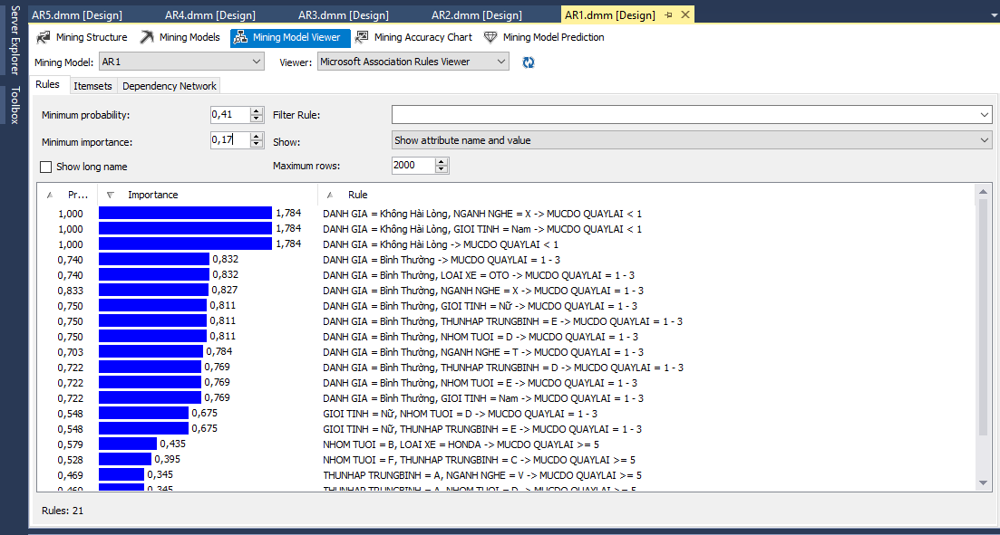 AR5.dmm [Design] AR4.dmm [Design] AR3.dmm [Design] AR2.dmm [Design] AR1.dmm [Design]
Server Explorer
Toolbox
Mining Structure Mining Models Mining Model Viewer Mining Accuracy Chart Mining Model Prediction
Mining Model: AR1 Viewer: Microsoft Association Rules Viewer
Rules Itemsets Dependency Network
Minimum probability: 0,41 Filter Rule:
Minimum importance: 0,17 Show: Show attribute name and value
Show long name Maximum rows: 2000
Pr... Importance Rule
1,000 1,784 DANH GIA = Không Hài Lòng, NGANH NGHE = X -> MUCDO QUAYLAI < 1
1,000 1,784 DANH GIA = Không Hài Lòng, GIOI TINH = Nam -> MUCDO QUAYLAI < 1
1,000 1,784 DANH GIA = Không Hài Lòng -> MUCDO QUAYLAI < 1
0,740 0,832 DANH GIA = Bình Thường -> MUCDO QUAYLAI = 1 - 3
0,740 0,832 DANH GIA = Bình Thường, LOAI XE = OTO -> MUCDO QUAYLAI = 1 - 3
0,833 0,827 DANH GIA = Bình Thường, NGANH NGHE = X -> MUCDO QUAYLAI = 1 - 3
0,750 0,811 DANH GIA = Bình Thường, GIOI TINH = Nữ -> MUCDO QUAYLAI = 1 - 3
0,750 0,811 DANH GIA = Bình Thường, THUNHAP TRUNGBINH = E -> MUCDO QUAYLAI = 1 - 3
0,750 0,811 DANH GIA = Bình Thường, NHOM TUOI = D -> MUCDO QUAYLAI = 1 - 3
0,703 0,784 DANH GIA = Bình Thường, NGANH NGHE = T -> MUCDO QUAYLAI = 1 - 3
0,722 0,769 DANH GIA = Bình Thường, THUNHAP TRUNGBINH = D -> MUCDO QUAYLAI = 1 - 3
0,722 0,769 DANH GIA = Bình Thường, NHOM TUOI = E -> MUCDO QUAYLAI = 1 - 3
0,722 0,769 DANH GIA = Bình Thường, GIOI TINH = Nam -> MUCDO QUAYLAI = 1 - 3
0,548 0,675 GIOI TINH = Nữ, NHOM TUOI = D -> MUCDO QUAYLAI = 1 - 3
0,548 0,675 GIOI TINH = Nữ, THUNHAP TRUNGBINH = E -> MUCDO QUAYLAI = 1 - 3
0,579 0,435 NHOM TUOI = B, LOAI XE = HONDA -> MUCDO QUAYLAI >= 5
0,528 0,395 NHOM TUOI = F, THUNHAP TRUNGBINH = C -> MUCDO QUAYLAI >= 5
0,469 0,345 THUNHAP TRUNGBINH = A, NGANH NGHE = V -> MUCDO QUAYLAI >= 5
0,469 0,345 THUNHAP TRUNGBINH = A, NHOM TUOI = D -> MUCDO QUAYLAI >= 5
Rules: 21